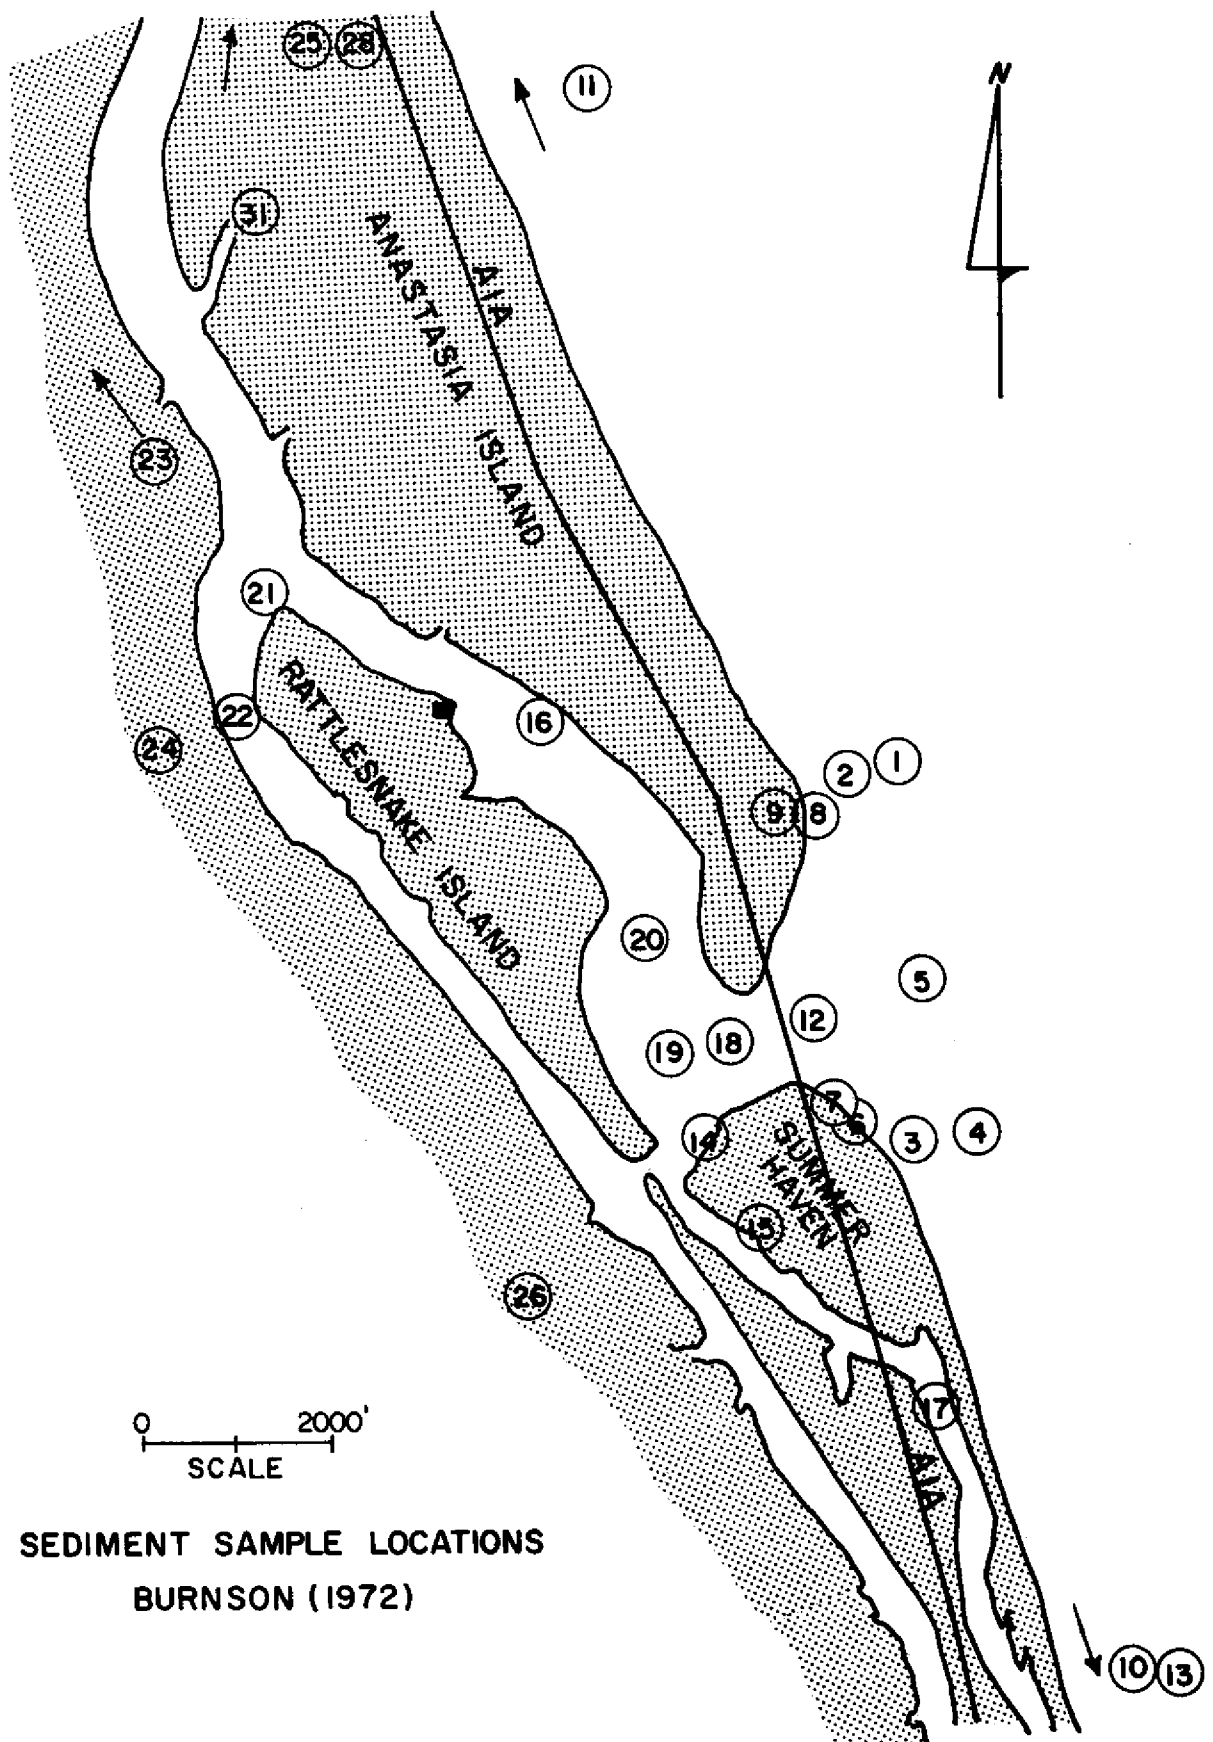 25 28
11
N
31
A1A
ANASTASIA ISLAND
23
21
RATTLESNAKE ISLAND
22
24
16
1
2
9 8
20
5
12
19 18
7
6
3 4
14
SUMMER
HAVEN
15
26
17
A1A
0 2000'
SCALE
SEDIMENT SAMPLE LOCATIONS
BURNSON (1972)
10 13